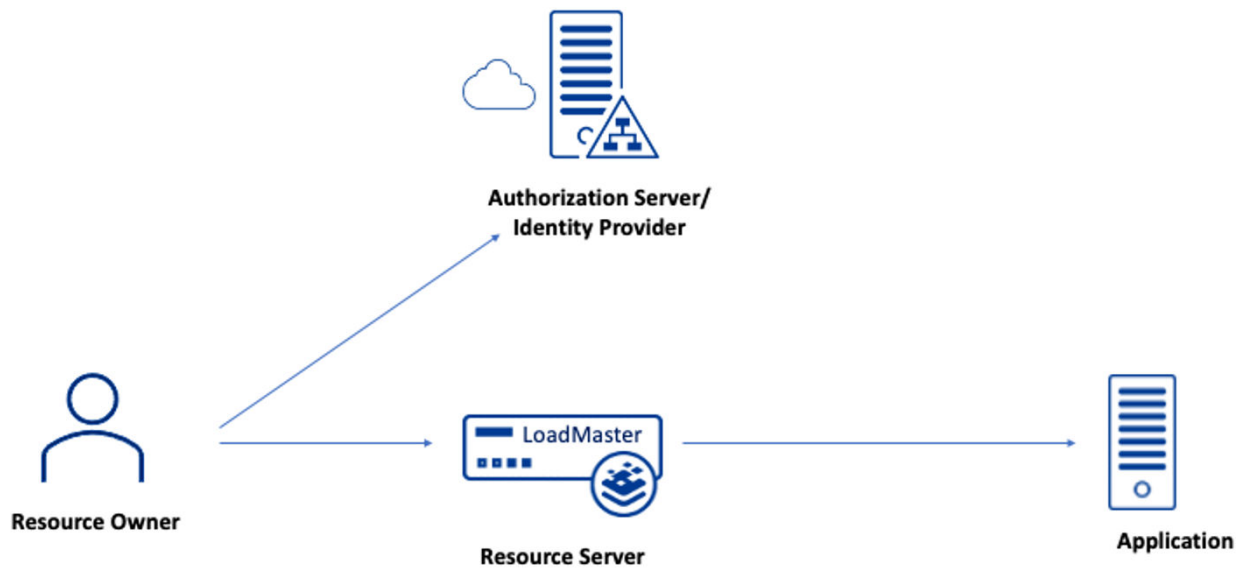 Authorization Server/
Identity Provider
LoadMaster
Resource Owner
Resource Server
Application